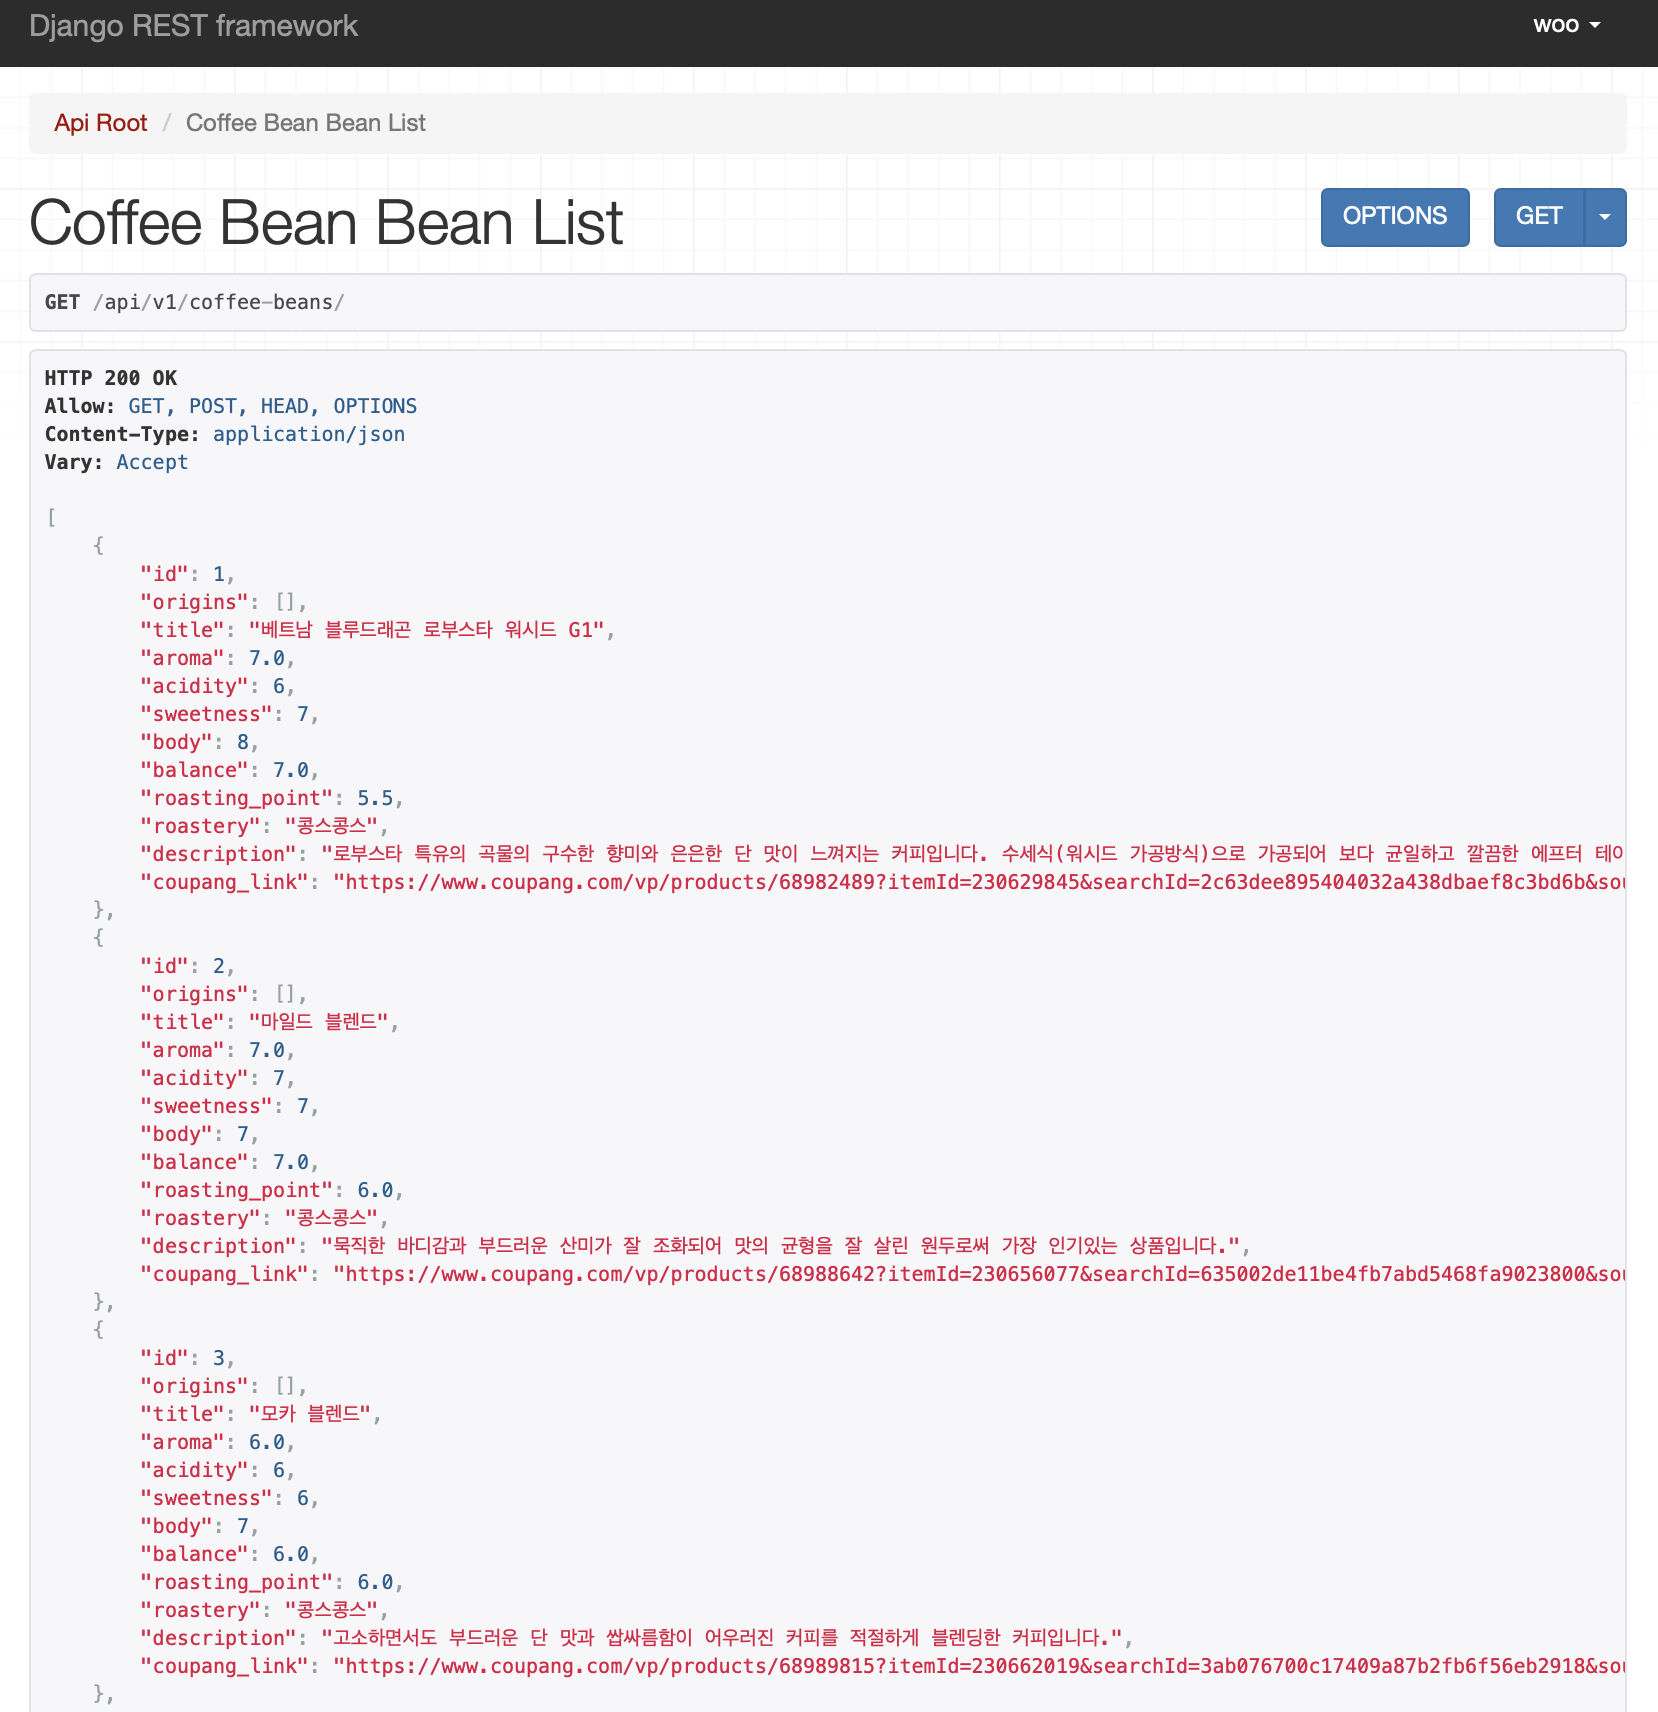 Django REST framework
WOO
Api Root / Coffee Bean Bean List
Coffee Bean Bean List
OPTIONS
GET
GET /api/v1/coffee-beans/
HTTP 200 OK
Allow: GET, POST, HEAD, OPTIONS
Content-Type: application/json
Vary: Accept
[
{
"id": 1,
"origins": [],
"title": "베트남 블루드래곤 로부스타 워시드 G1",
"aroma": 7.0,
"acidity": 6,
"sweetness": 7,
"body": 8,
"balance": 7.0,
"roasting_point": 5.5,
"roastery": "콩스콩스",
"description": "로부스타 특유의 곡물의 구수한 향미와 은은한 단 맛이 느껴지는 커피입니다. 수세식(워시드 가공방식)으로 가공되어 보다 균일하고 깔끔한 에프터 테이
"coupang_link": "https://www.coupang.com/vp/products/68982489?itemId=230629845&searchId=2c63dee895404032a438dbaef8c3bd6b&sou
},
{
"id": 2,
"origins": [],
"title": "마일드 블렌드",
"aroma": 7.0,
"acidity": 7,
"sweetness": 7,
"body": 7,
"balance": 7.0,
"roasting_point": 6.0,
"roastery": "콩스콩스",
"description": "묵직한 바디감과 부드러운 산미가 잘 조화되어 맛의 균형을 잘 살린 원두로써 가장 인기있는 상품입니다.",
"coupang_link": "https://www.coupang.com/vp/products/68988642?itemId=230656077&searchId=635002de11be4fb7abd5468fa9023800&sou
},
{
"id": 3,
"origins": [],
"title": "모카 블렌드",
"aroma": 6.0,
"acidity": 6,
"sweetness": 6,
"body": 7,
"balance": 6.0,
"roasting_point": 6.0,
"roastery": "콩스콩스",
"description": "고소하면서도 부드러운 단 맛과 쌉싸름함이 어우러진 커피를 적절하게 블렌딩한 커피입니다.",
"coupang_link": "https://www.coupang.com/vp/products/68989815?itemId=230662019&searchId=3ab076700c17409a87b2fb6f56eb2918&sou
},